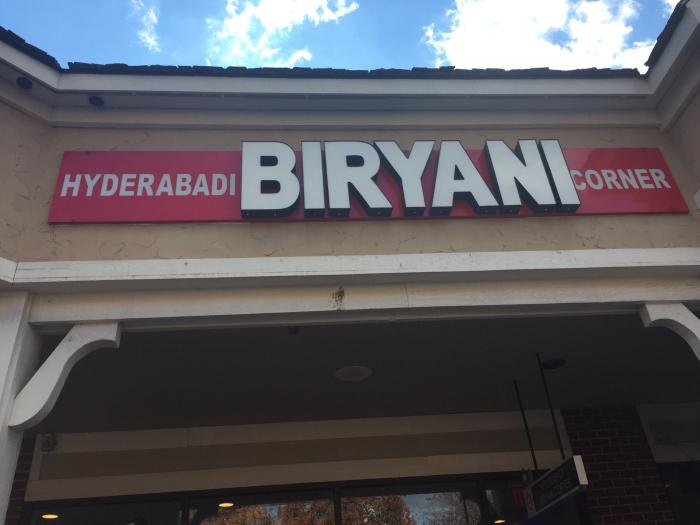 HYDERABADI BIRYANI CORNER